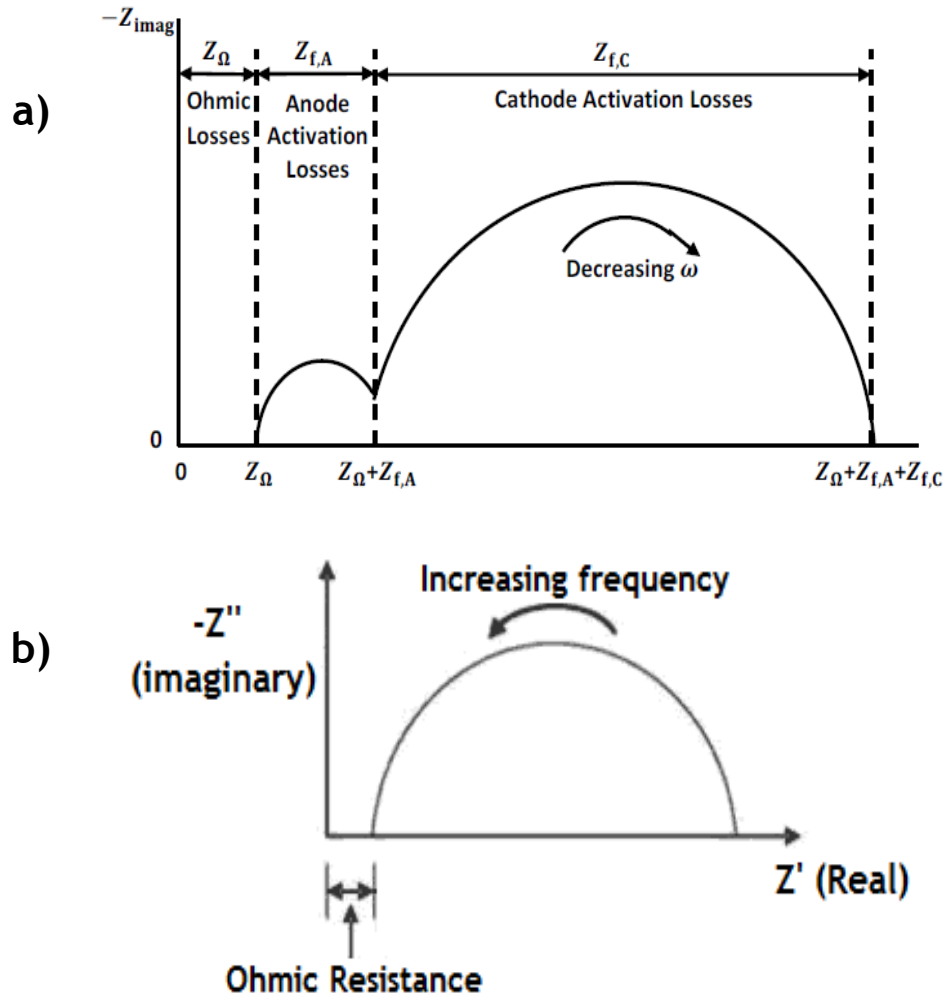 a)
−Z_imag
Z_Ω
Z_f,A
Z_f,C
Ohmic
Losses
Anode
Activation
Losses
Cathode Activation Losses
Decreasing ω
0
0
Z_Ω
Z_Ω+Z_f,A
Z_Ω+Z_f,A+Z_f,C
b)
Increasing frequency
-Z''
(imaginary)
Z' (Real)
Ohmic Resistance